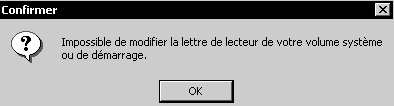 Confirmer
Impossible de modifier la lettre de lecteur de votre volume système
ou de démarrage.
OK